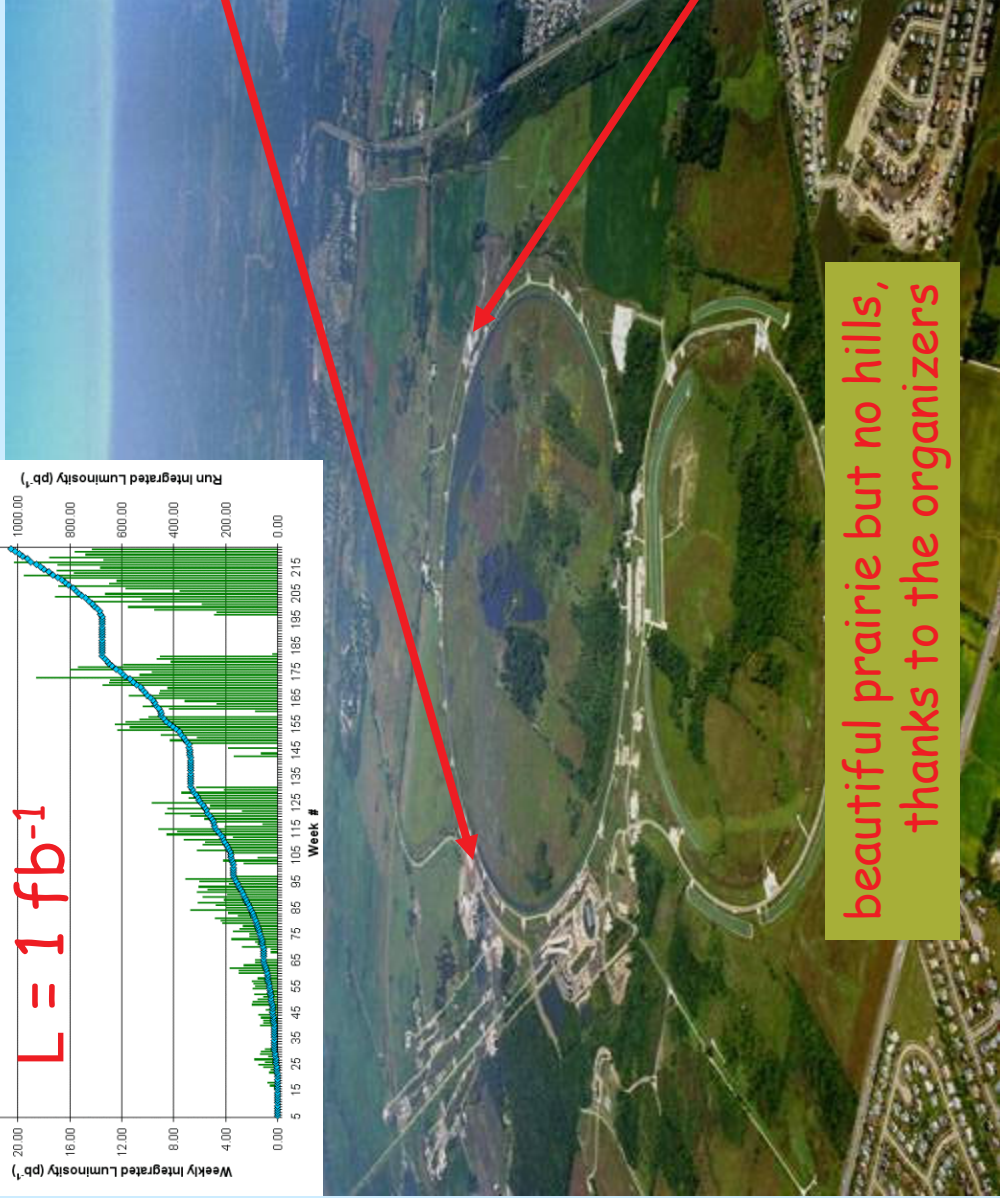 L = 1 fb-1
Weekly Integrated Luminosity (pb-1)
20.00
16.00
12.00
8.00
4.00
0.00
Run Integrated Luminosity (pb-1)
1000.00
800.00
600.00
400.00
200.00
0.00
5 15 25 35 45 55 65 75 85 95 105 115 125 135 145 155 165 175 185 195 205 215
Week #
beautiful prairie but no hills,
thanks to the organizers